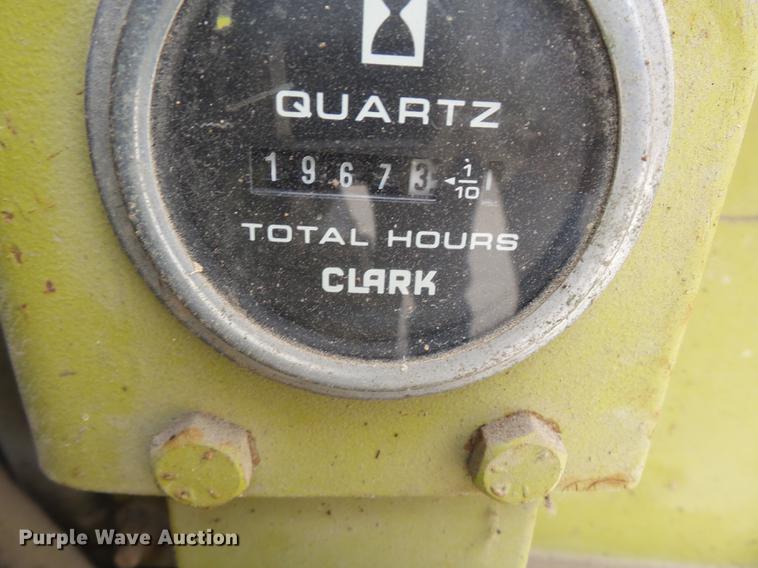 QUARTZ
19673 1/10
TOTAL HOURS
CLARK
Purple Wave Auction